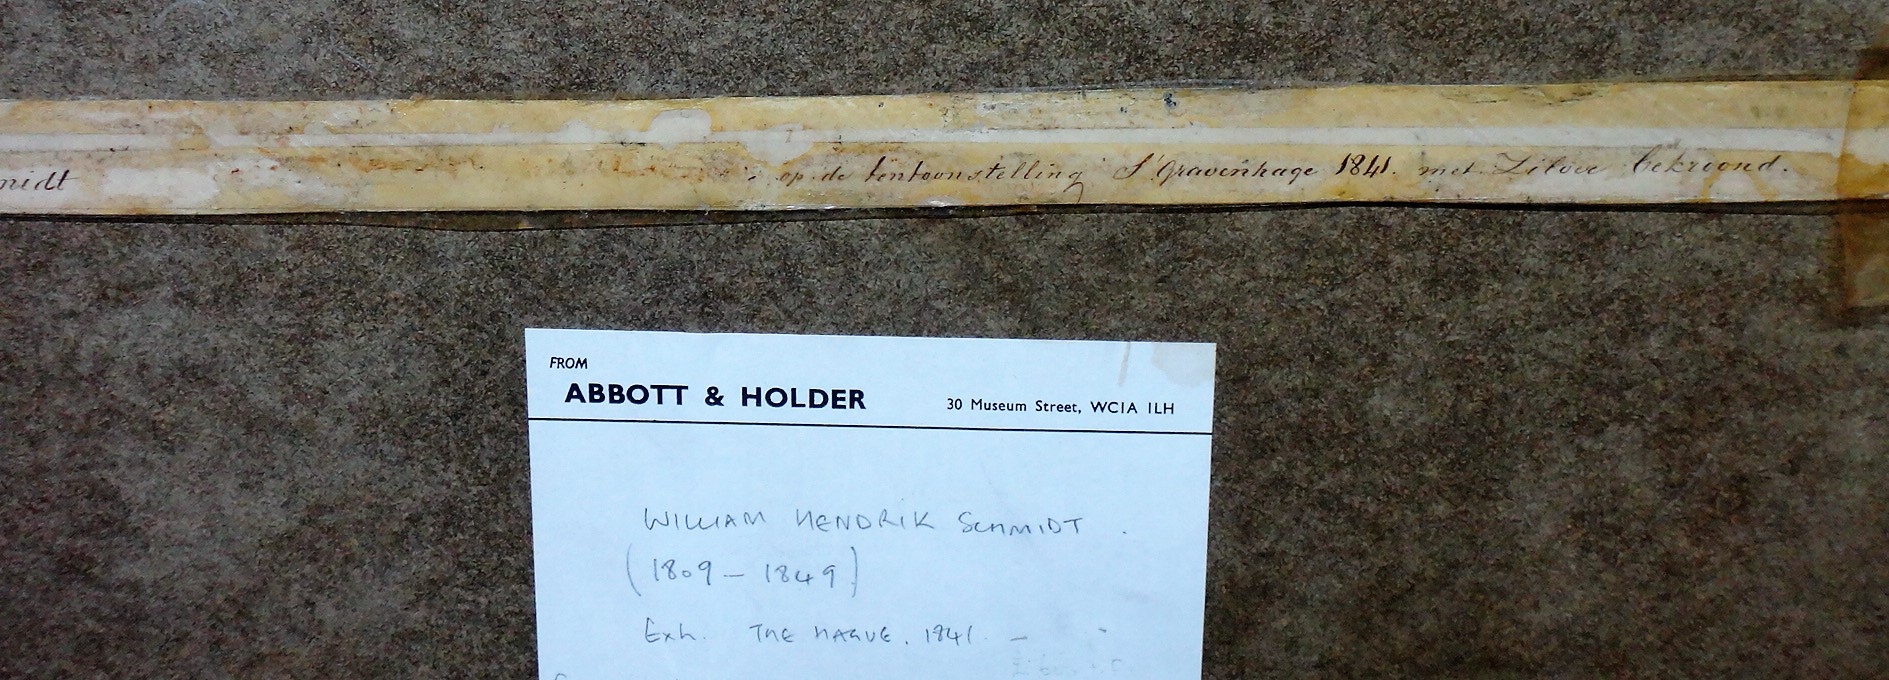 midt op de tentoonstelling S'Gravenhage 1841. met Zilver bekroond.
FROM
ABBOTT & HOLDER 30 Museum Street, WC1A 1LH
WILLIAM HENDRIK SCHMIDT.
(1809 – 1849)
Exh. THE HAGUE. 1841. –